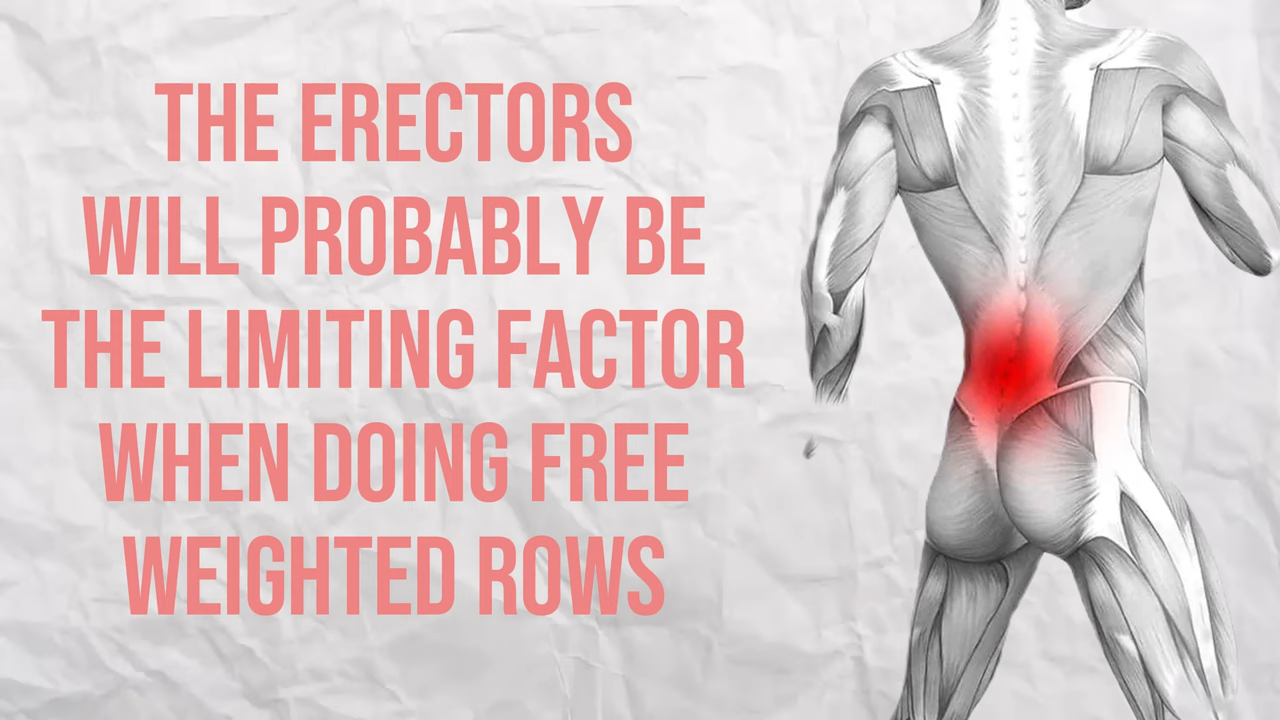 THE ERECTORS
WILL PROBABLY BE
THE LIMITING FACTOR
WHEN DOING FREE
WEIGHTED ROWS